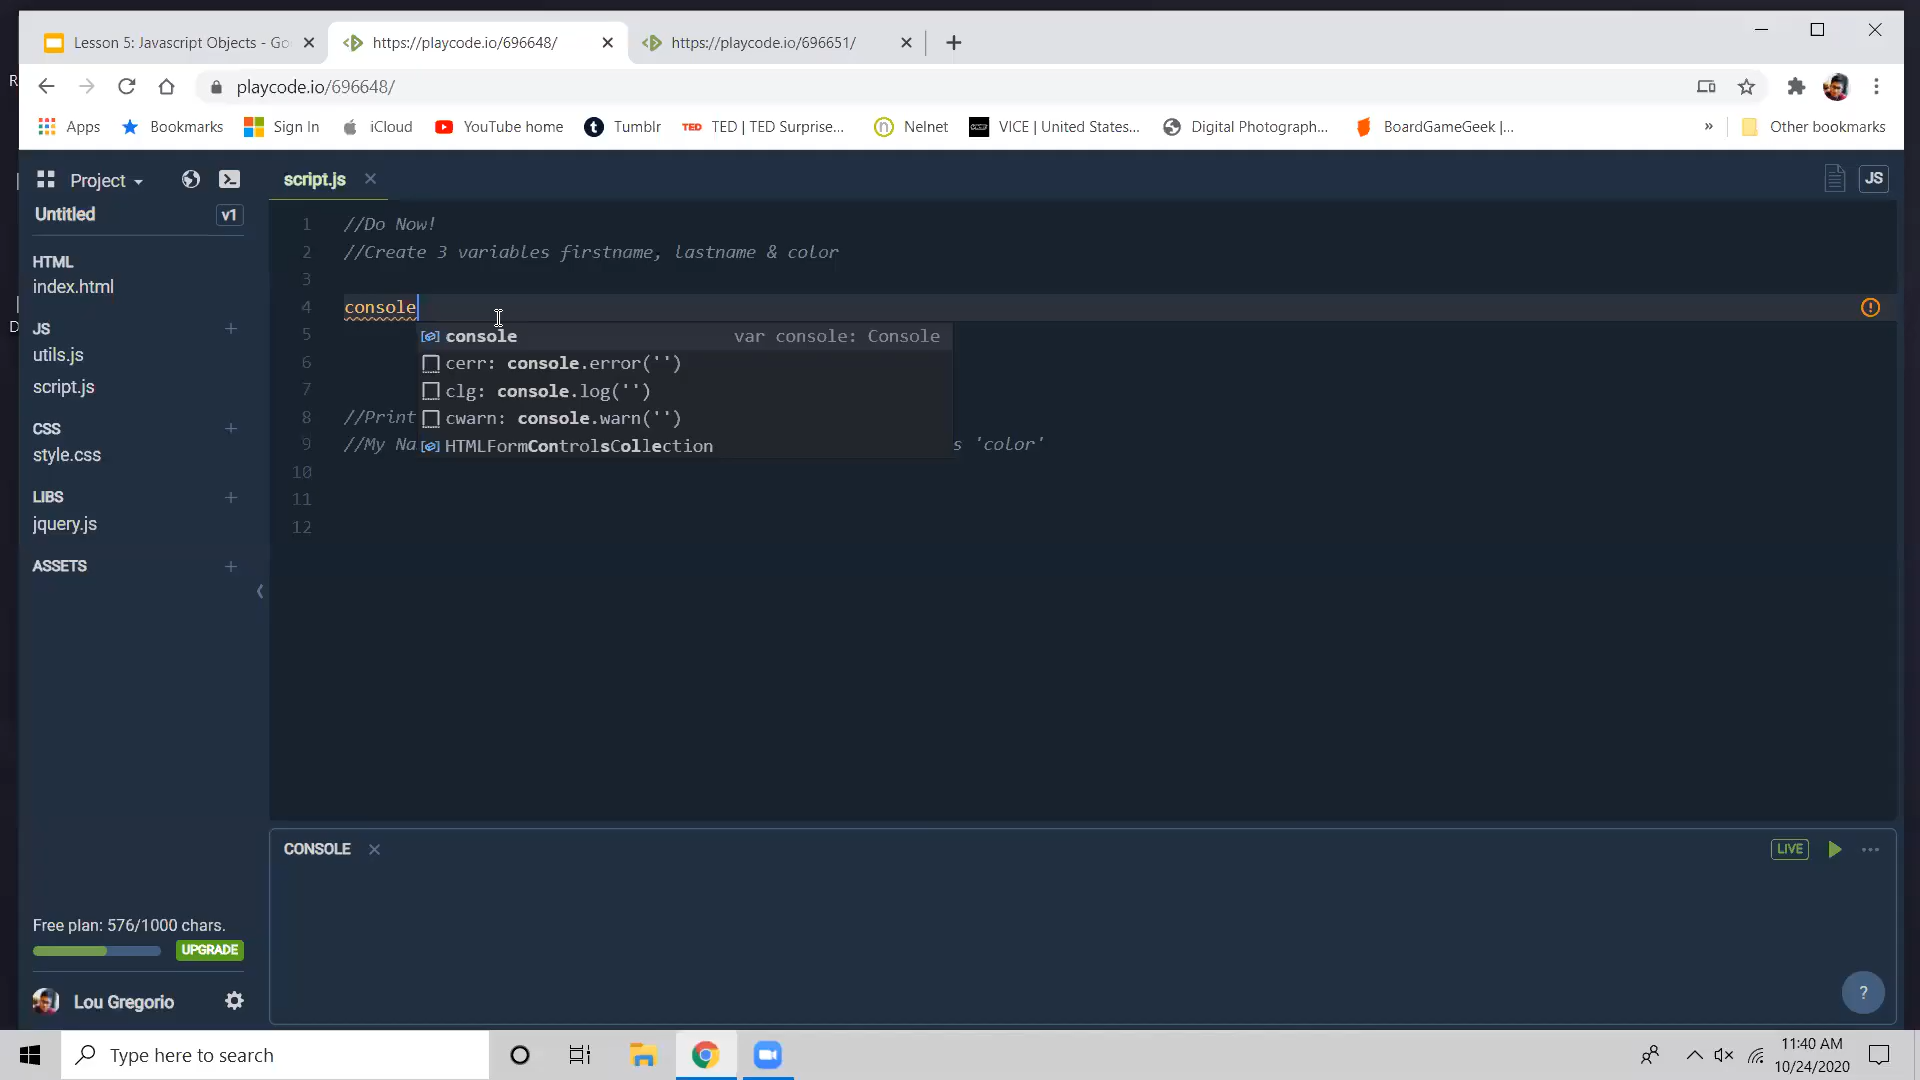 Lesson 5: Javascript Objects - Go
https://playcode.io/696648/
https://playcode.io/696651/
playcode.io/696648/
Apps
Bookmarks
Sign In
iCloud
YouTube home
Tumblr
TED TED | TED Surprise...
Nelnet
VICE | United States...
Digital Photograph...
BoardGameGeek |...
»
Other bookmarks
Project
Untitled
v1
HTML
index.html
JS
utils.js
script.js
CSS
style.css
LIBS
jquery.js
ASSETS
Free plan: 576/1000 chars.
UPGRADE
Lou Gregorio
script.js
JS
1 //Do Now!
2 //Create 3 variables firstname, lastname & color
3
4 console
5
6
7
8 //Print
9 //My Na
s 'color'
10
11
12
console var console: Console
cerr: console.error('')
clg: console.log('')
cwarn: console.warn('')
HTMLFormControlsCollection
CONSOLE
LIVE
?
Type here to search
11:40 AM
10/24/2020